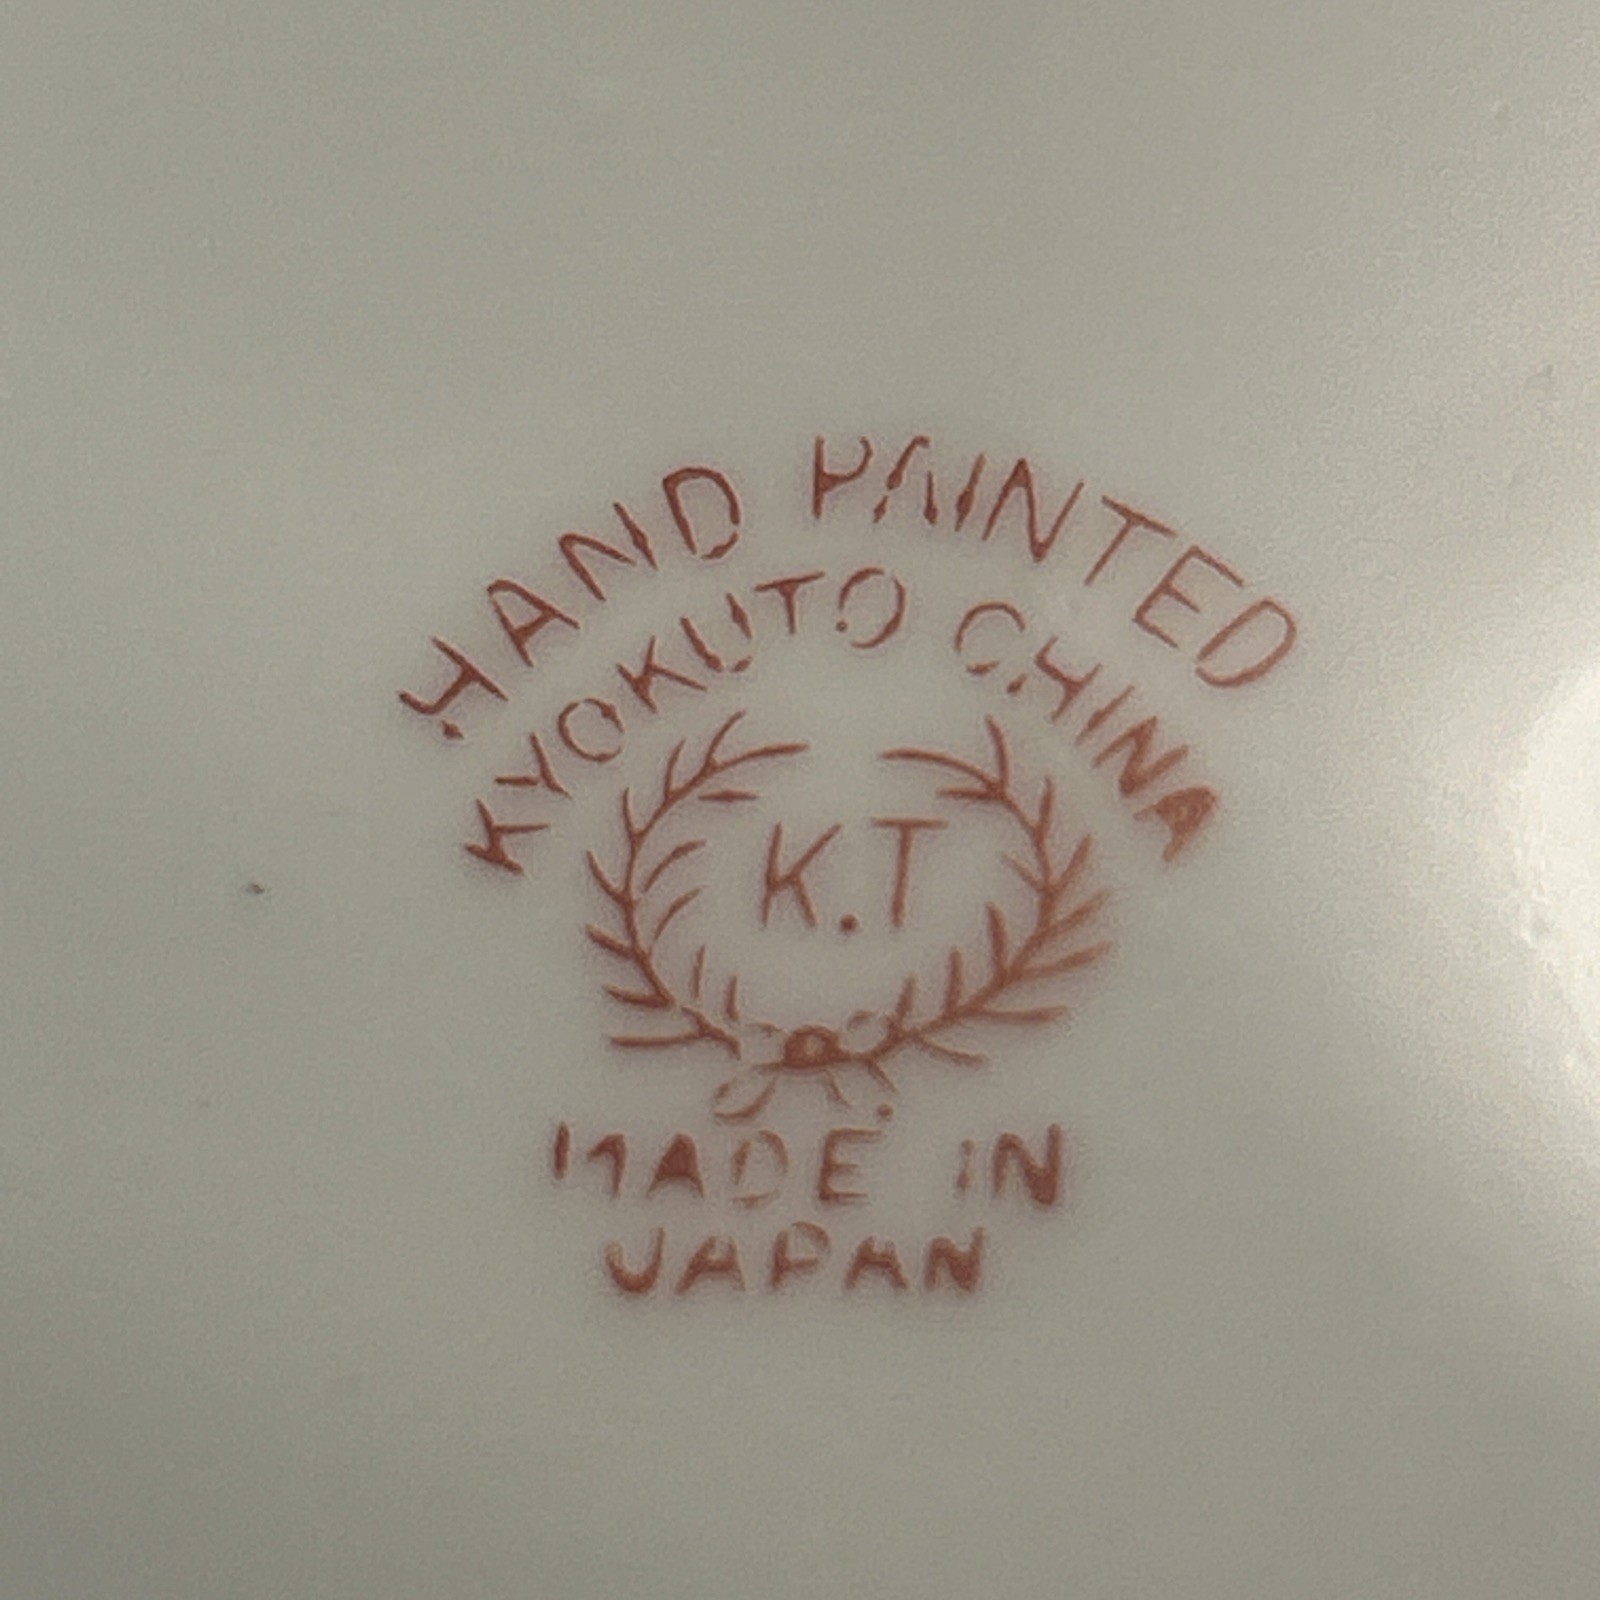 HAND PAINTED
KYOKUTO CHINA
K.T
MADE IN
JAPAN